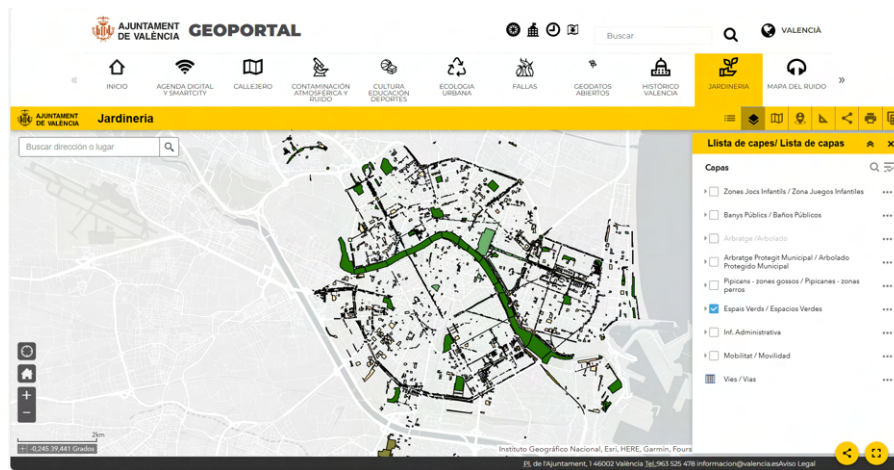 AJUNTAMENT
DE VALÈNCIA
GEOPORTAL
Buscar
VALENCIÀ
«
INICIO
AGENDA DIGITAL
Y SMARTCITY
CALLEJERO
CONTAMINACIÓN
ATMOSFÉRICA Y
RUIDO
CULTURA
EDUCACIÓN
DEPORTES
ECOLOGIA
URBANA
FALLAS
GEODATOS
ABIERTOS
HISTÓRICO
VALENCIA
JARDINERIA
MAPA DEL RUIDO
»
AJUNTAMENT
DE VALÈNCIA
Jardineria
Buscar dirección o lugar
Llista de capes/ Lista de capas
Capas
Zones Jocs Infantils / Zona Juegos Infantiles
Banys Públics / Baños Públicos
Arbratge /Arbolado
Arbratge Protegit Municipal / Arbolado
Protegido Municipal
Pipicans - zones gossos / Pipicanes - zonas
perros
Espais Verds / Espacios Verdes
Inf. Administrativa
Mobilitat / Movilidad
Vies / Vias
+
−
2km
-0,245 39,441 Grados
Instituto Geográfico Nacional, Esri, HERE, Garmin, Fours
Pl. de l'Ajuntament, 1 46002 València Tel.963 525 478 informacion@valencia.esAviso Legal